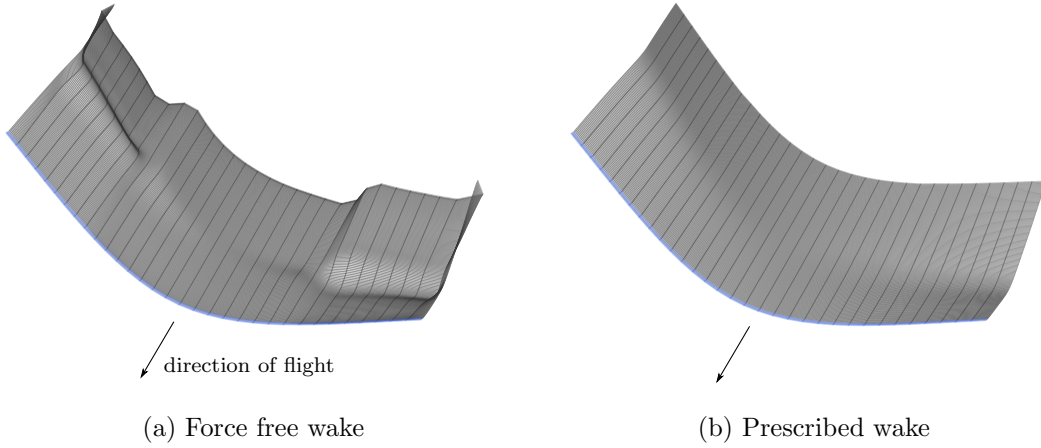 direction of flight
(a) Force free wake
(b) Prescribed wake